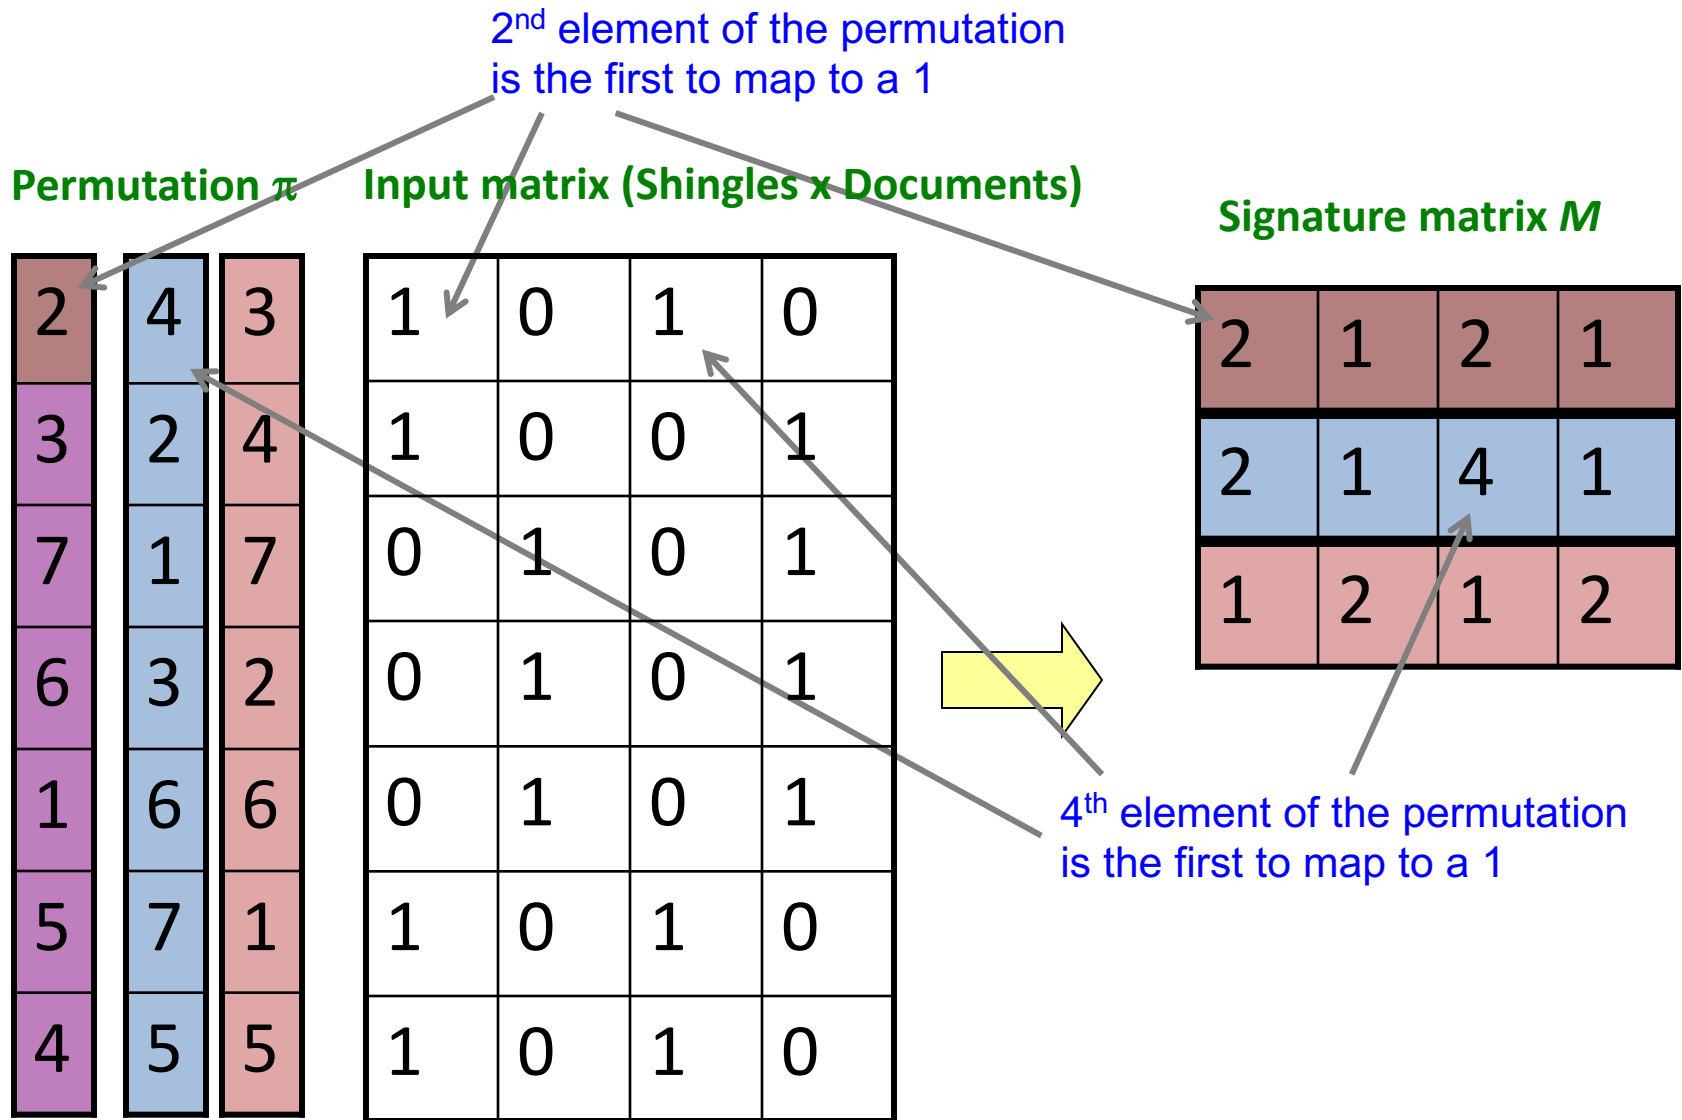 2nd element of the permutation
is the first to map to a 1
Permutation π
Input matrix (Shingles x Documents)
Signature matrix M
2 4 3 1 0 1 0
3 2 4 1 0 0 1
7 1 7 0 1 0 1
6 3 2 0 1 0 1
1 6 6 0 1 0 1
5 7 1 1 0 1 0
4 5 5 1 0 1 0
2 1 2 1
2 1 4 1
1 2 1 2
4th element of the permutation
is the first to map to a 1